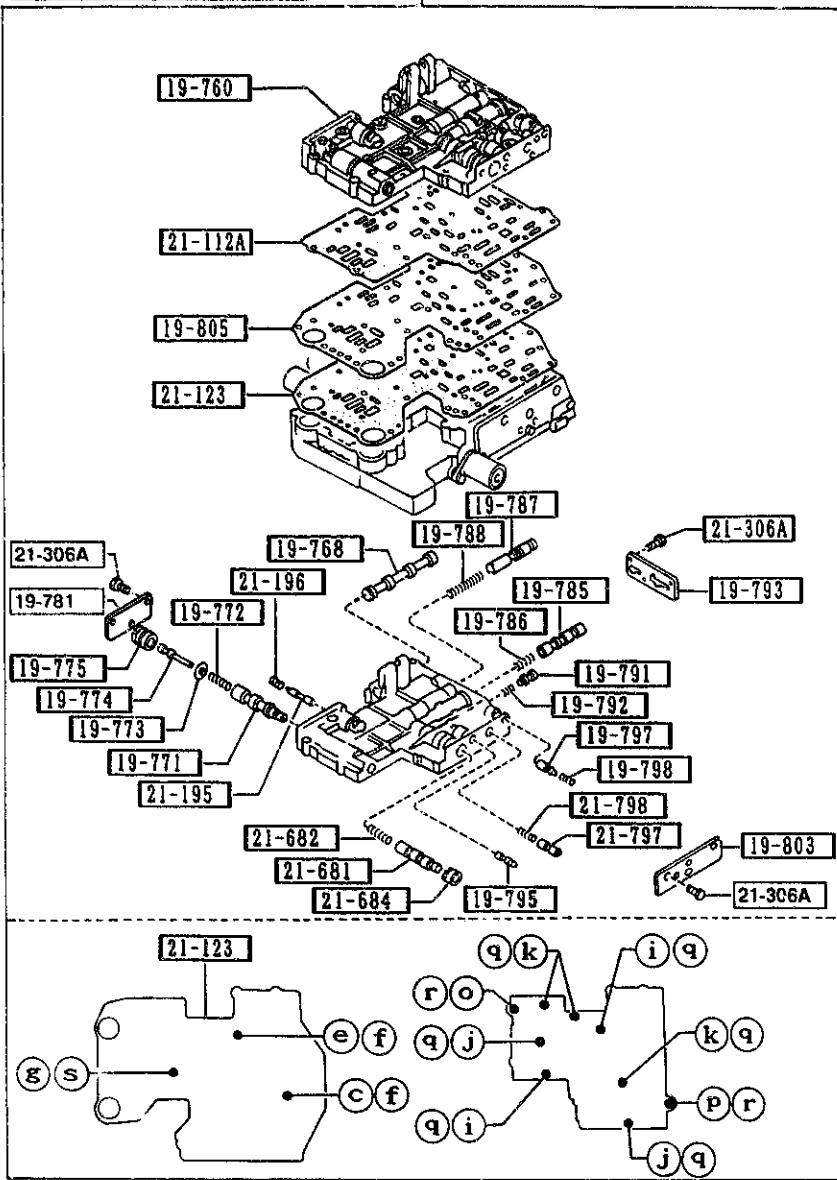 19-760
21-112A
19-805
21-123
19-787
19-788
21-306A
19-768
21-306A
21-196
19-785
19-793
19-781
19-772
19-786
19-775
19-791
19-774
19-792
19-773
19-797
19-771
19-798
21-195
21-798
21-682
21-797
19-803
21-681
21-684
19-795
21-306A
21-123
q k
i q
r o
e f
q j
k q
g s
c f
p r
q i
j q